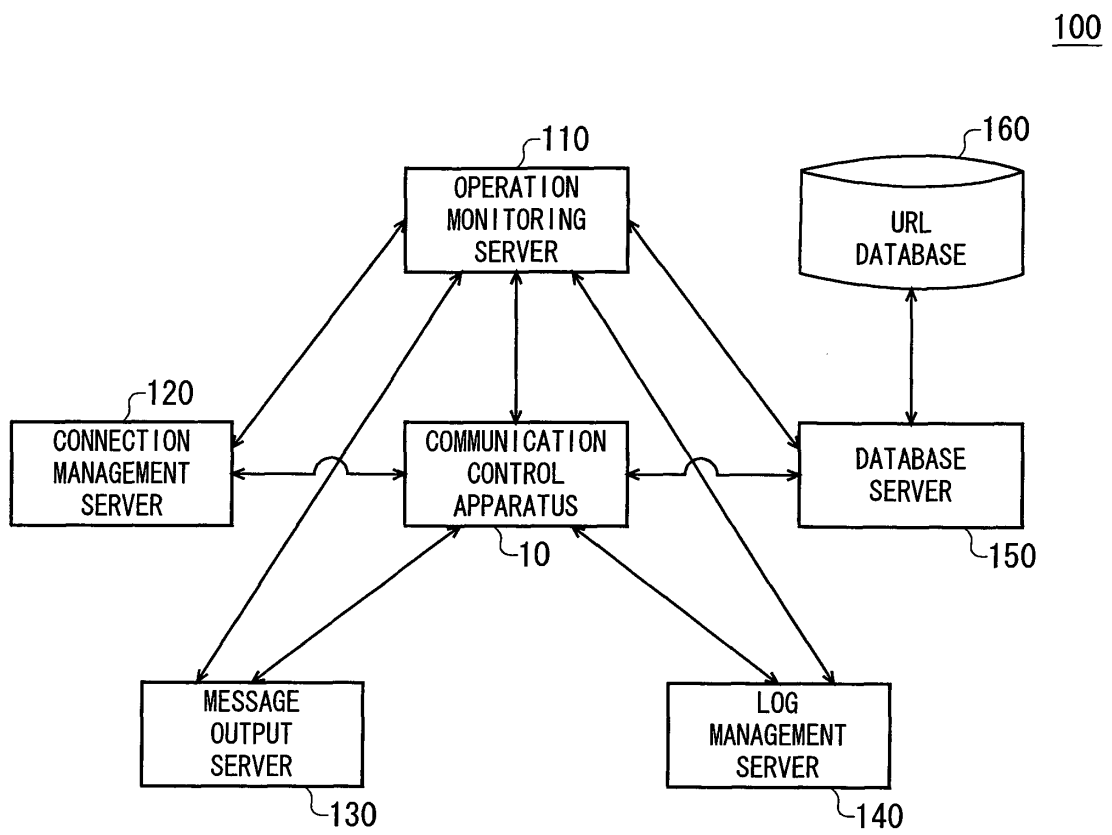 100
110
OPERATION
MONITORING
SERVER
160
URL
DATABASE
120
CONNECTION
MANAGEMENT
SERVER
COMMUNICATION
CONTROL
APPARATUS
10
DATABASE
SERVER
150
MESSAGE
OUTPUT
SERVER
130
LOG
MANAGEMENT
SERVER
140